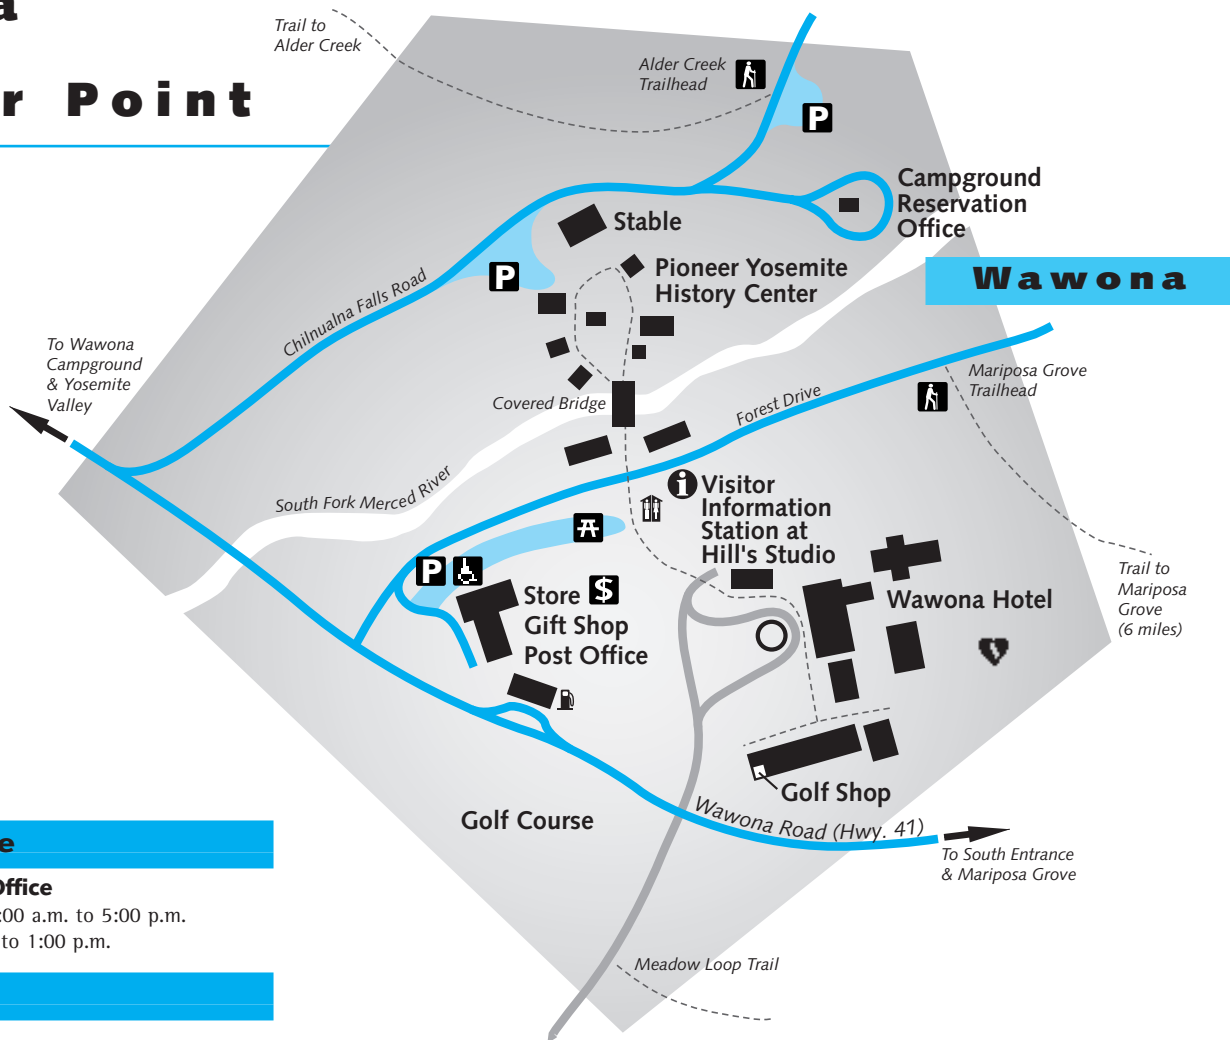 a
r Point
Trail to
Alder Creek
Alder Creek
Trailhead
P
Campground
Reservation
Office
Stable
Pioneer Yosemite
History Center
Wawona
P
Chilnualna Falls Road
To Wawona
Campground
& Yosemite
Valley
Mariposa Grove
Trailhead
Covered Bridge
Forest Drive
South Fork Merced River
i
Visitor
Information
Station at
Hill's Studio
P
Store $
Gift Shop
Post Office
Wawona Hotel
Trail to
Mariposa
Grove
(6 miles)
Golf Shop
Golf Course
Wawona Road (Hwy. 41)
To South Entrance
& Mariposa Grove
Meadow Loop Trail
e
Office
:00 a.m. to 5:00 p.m.
to 1:00 p.m.